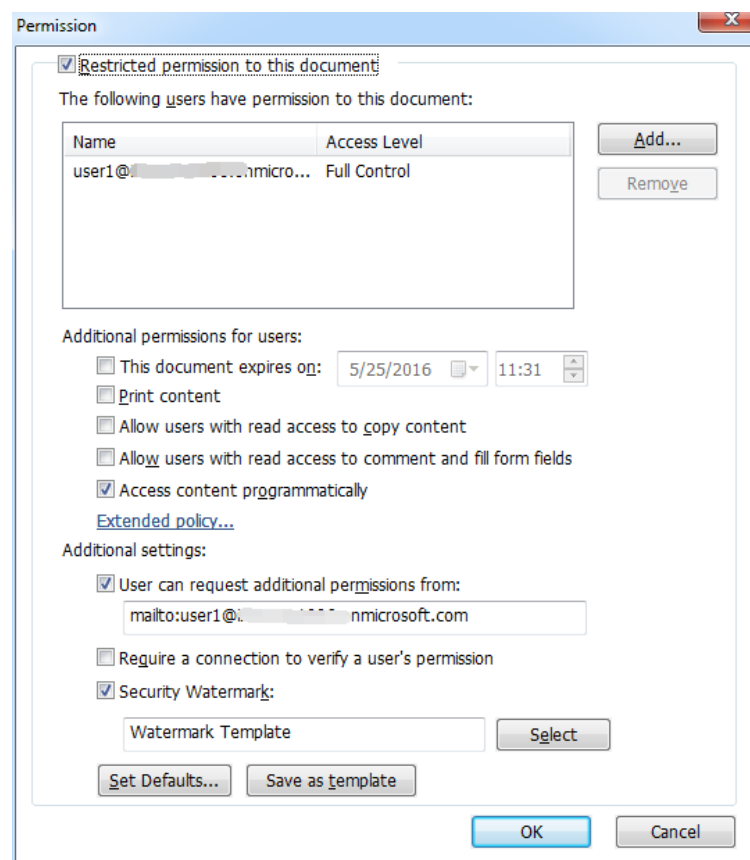 Permission
Restricted permission to this document
The following users have permission to this document:
Name Access Level Add...
user1@ nmicro... Full Control
Remove
Additional permissions for users:
This document expires on: 5/25/2016 11:31
Print content
Allow users with read access to copy content
Allow users with read access to comment and fill form fields
Access content programmatically
Extended policy...
Additional settings:
User can request additional permissions from:
mailto:user1@ nmicrosoft.com
Require a connection to verify a user's permission
Security Watermark:
Watermark Template Select
Set Defaults... Save as template
OK Cancel